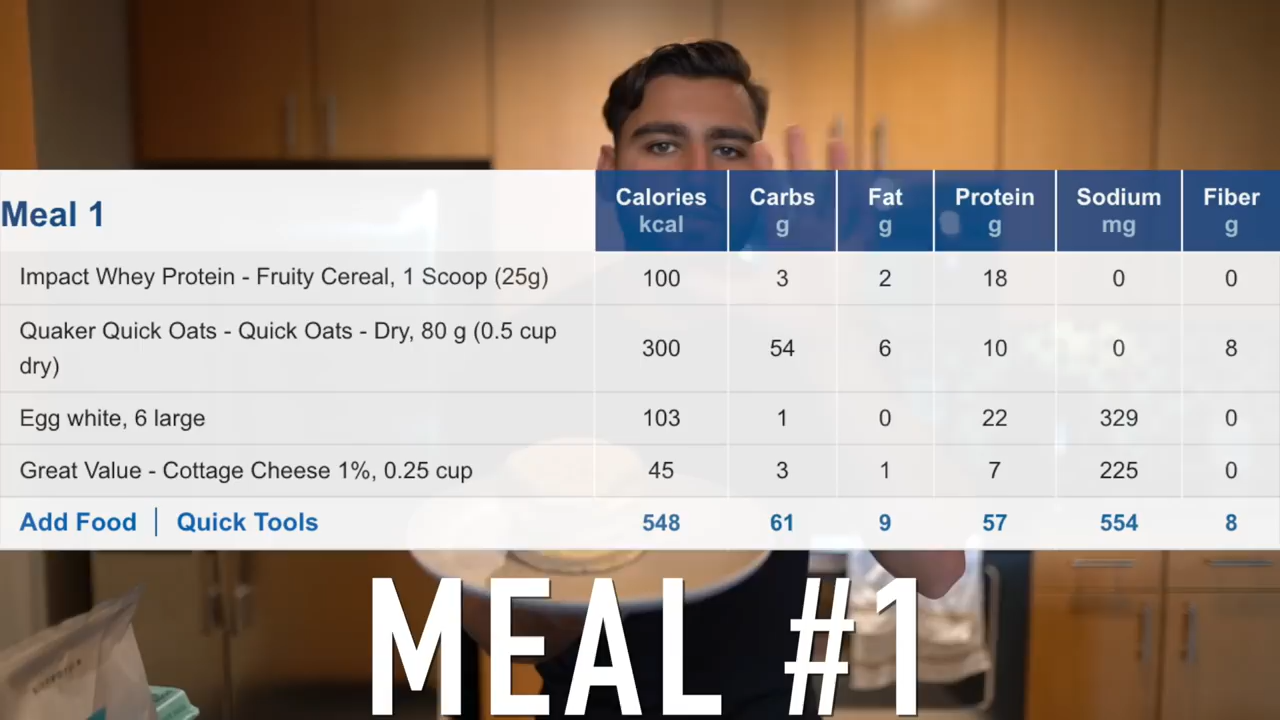 Meal 1
Calories Carbs Fat Protein Sodium Fiber
kcal g g g mg g
Impact Whey Protein - Fruity Cereal, 1 Scoop (25g) 100 3 2 18 0 0
Quaker Quick Oats - Quick Oats - Dry, 80 g (0.5 cup
dry) 300 54 6 10 0 8
Egg white, 6 large 103 1 0 22 329 0
Great Value - Cottage Cheese 1%, 0.25 cup 45 3 1 7 225 0
Add Food | Quick Tools 548 61 9 57 554 8
MEAL #1